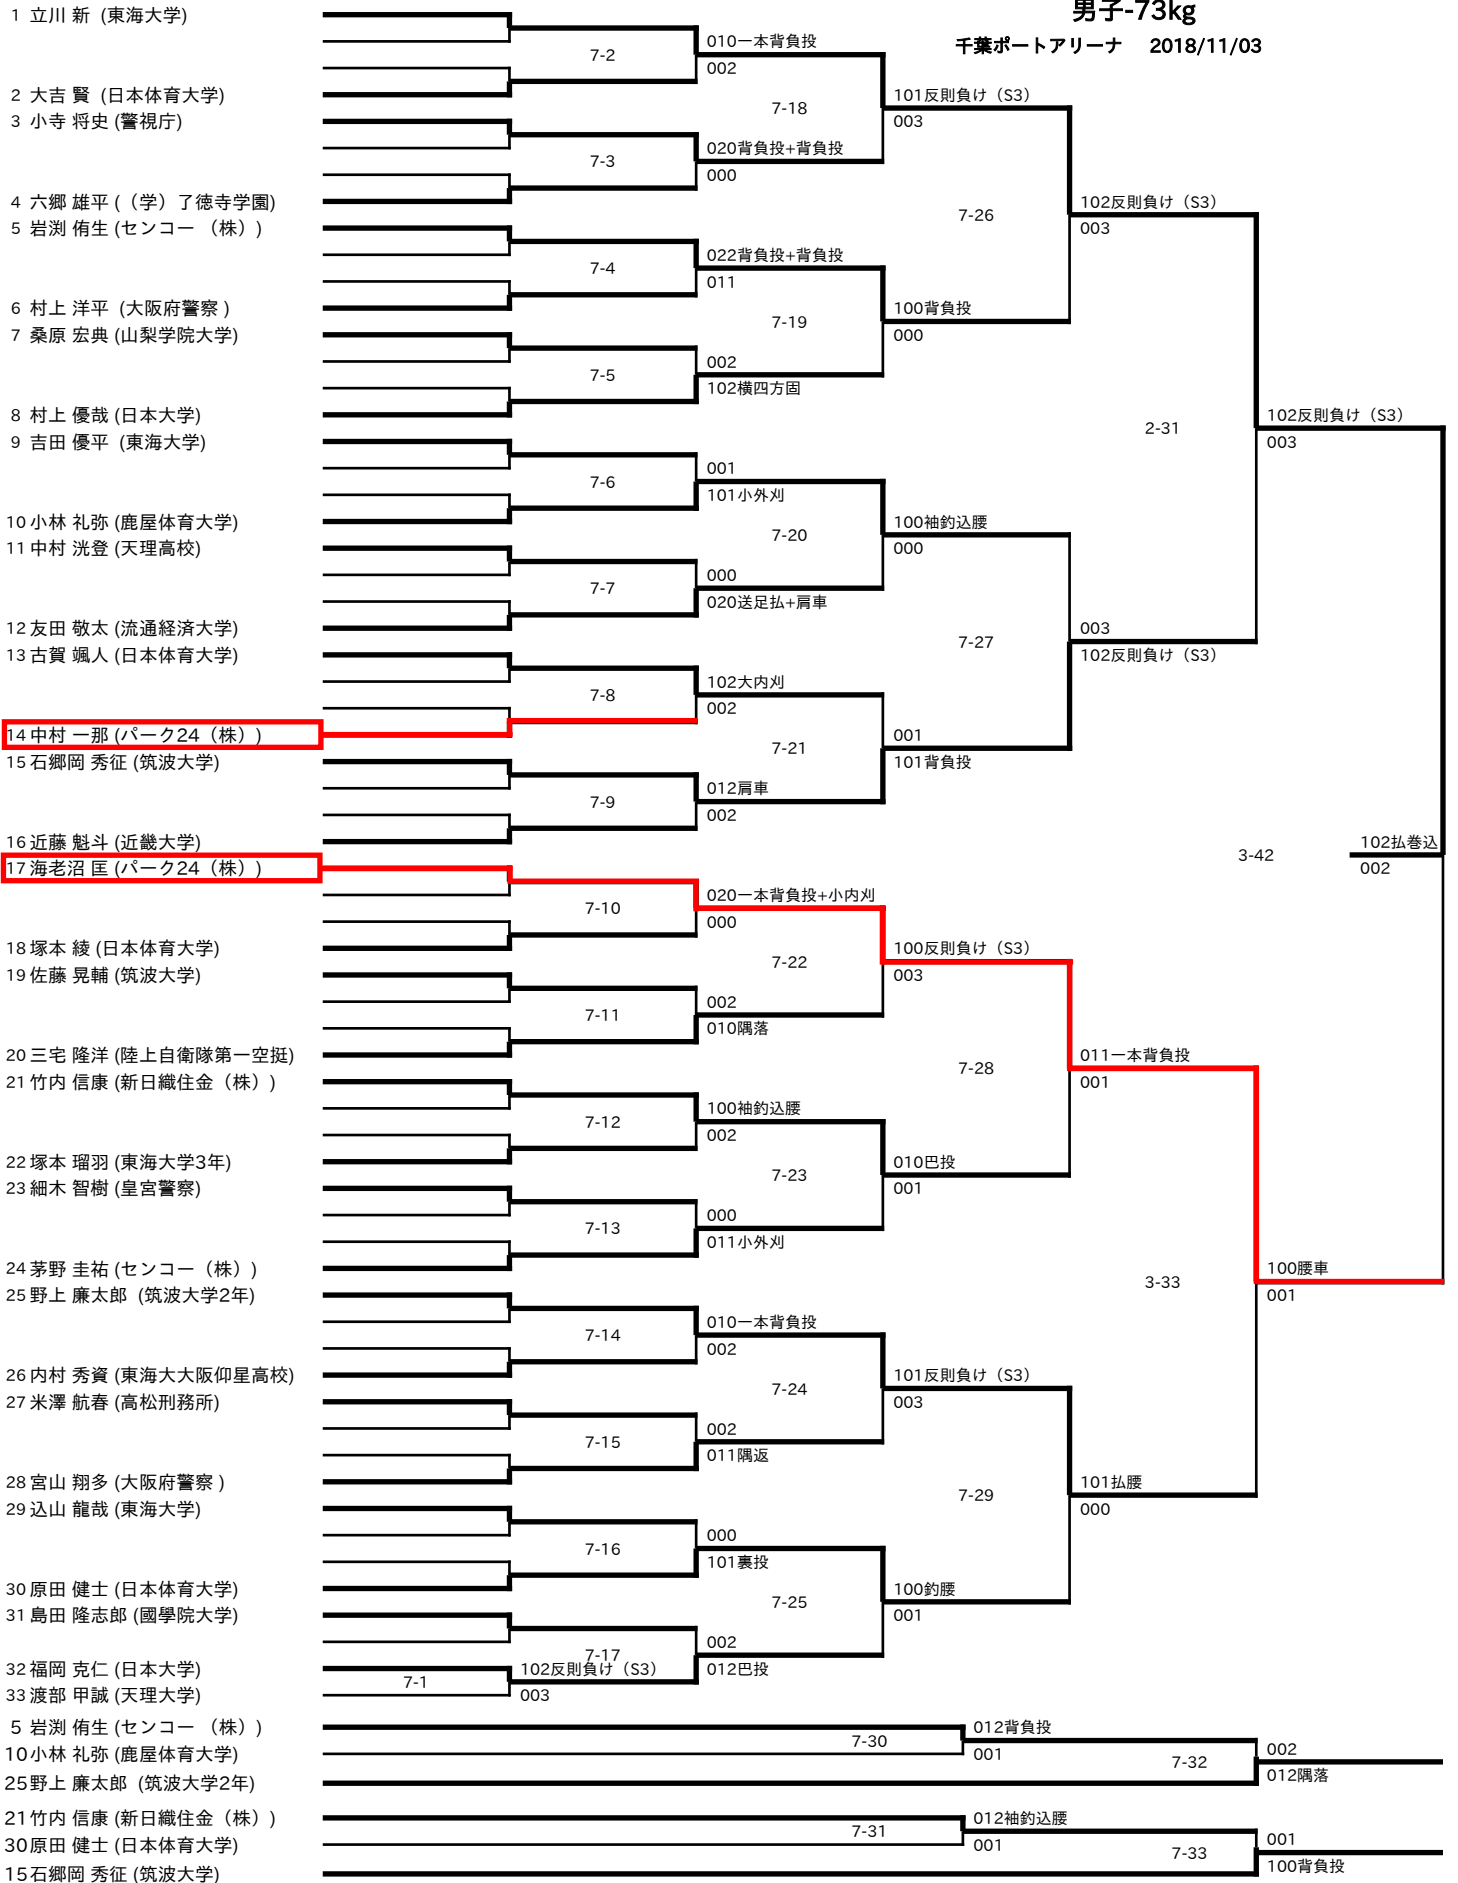 男子-73kg
千葉ポートアリーナ 2018/11/03
1 立川 新 (東海大学)
2 大吉 賢 (日本体育大学)
3 小寺 将史 (警視庁)
4 六郷 雄平 (（学）了徳寺学園)
5 岩渕 侑生 (センコー （株）)
6 村上 洋平 (大阪府警察 )
7 桑原 宏典 (山梨学院大学)
8 村上 優哉 (日本大学)
9 吉田 優平 (東海大学)
10 小林 礼弥 (鹿屋体育大学)
11 中村 洸登 (天理高校)
12 友田 敬太 (流通経済大学)
13 古賀 颯人 (日本体育大学)
14 中村 一那 (パーク24（株）)
15 石郷岡 秀征 (筑波大学)
16 近藤 魁斗 (近畿大学)
17 海老沼 匡 (パーク24（株）)
18 塚本 綾 (日本体育大学)
19 佐藤 晃輔 (筑波大学)
20 三宅 隆洋 (陸上自衛隊第一空挺)
21 竹内 信康 (新日織住金（株）)
22 塚本 瑠羽 (東海大学3年)
23 細木 智樹 (皇宮警察)
24 茅野 圭祐 (センコー（株）)
25 野上 廉太郎 (筑波大学2年)
26 内村 秀資 (東海大大阪仰星高校)
27 米澤 航春 (高松刑務所)
28 宮山 翔多 (大阪府警察 )
29 込山 龍哉 (東海大学)
30 原田 健士 (日本体育大学)
31 島田 隆志郎 (國學院大学)
32 福岡 克仁 (日本大学)
33 渡部 甲誠 (天理大学)
7-1
102反則負け（S3）
003
7-2
010一本背負投
002
7-3
020背負投+背負投
000
7-4
022背負投+背負投
011
7-5
002
102横四方固
7-6
001
101小外刈
7-7
000
020送足払+肩車
7-8
102大内刈
002
7-9
012肩車
002
7-10
020一本背負投+小内刈
000
7-11
002
010隅落
7-12
100袖釣込腰
002
7-13
000
011小外刈
7-14
010一本背負投
002
7-15
002
011隅返
7-16
000
101裏投
7-17
002
012巴投
7-18
101反則負け（S3）
003
7-19
100背負投
000
7-20
100袖釣込腰
000
7-21
001
101背負投
7-22
100反則負け（S3）
003
7-23
010巴投
001
7-24
101反則負け（S3）
003
7-25
100釣腰
001
7-26
102反則負け（S3）
003
7-27
003
102反則負け（S3）
7-28
011一本背負投
001
7-29
101払腰
000
2-31
102反則負け（S3）
003
3-33
100腰車
001
3-42
102払巻込
002
5 岩渕 侑生 (センコー （株）)
10 小林 礼弥 (鹿屋体育大学)
25 野上 廉太郎 (筑波大学2年)
7-30
012背負投
001
7-32
002
012隅落
21 竹内 信康 (新日織住金（株）)
30 原田 健士 (日本体育大学)
15 石郷岡 秀征 (筑波大学)
7-31
012袖釣込腰
001
7-33
001
100背負投